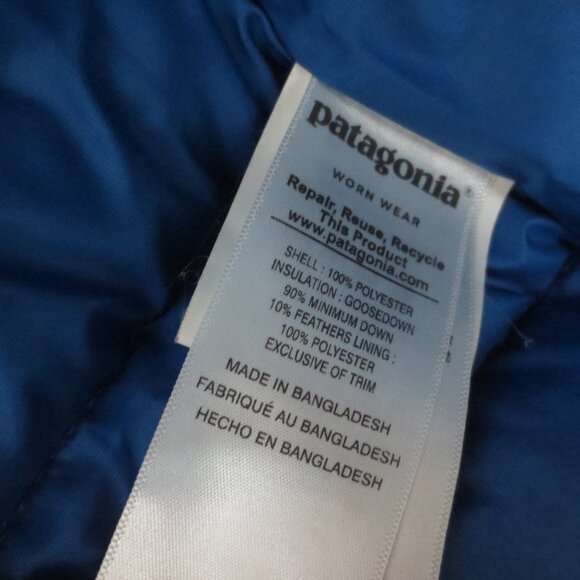 patagonia®
WORN WEAR
Repair, Reuse, Recycle
This Product
www.patagonia.com
SHELL : 100% POLYESTER
INSULATION : GOOSEDOWN
90% MINIMUM DOWN
10% FEATHERS LINING :
100% POLYESTER
EXCLUSIVE OF TRIM
MADE IN BANGLADESH
FABRIQUÉ AU BANGLADESH
HECHO EN BANGLADESH